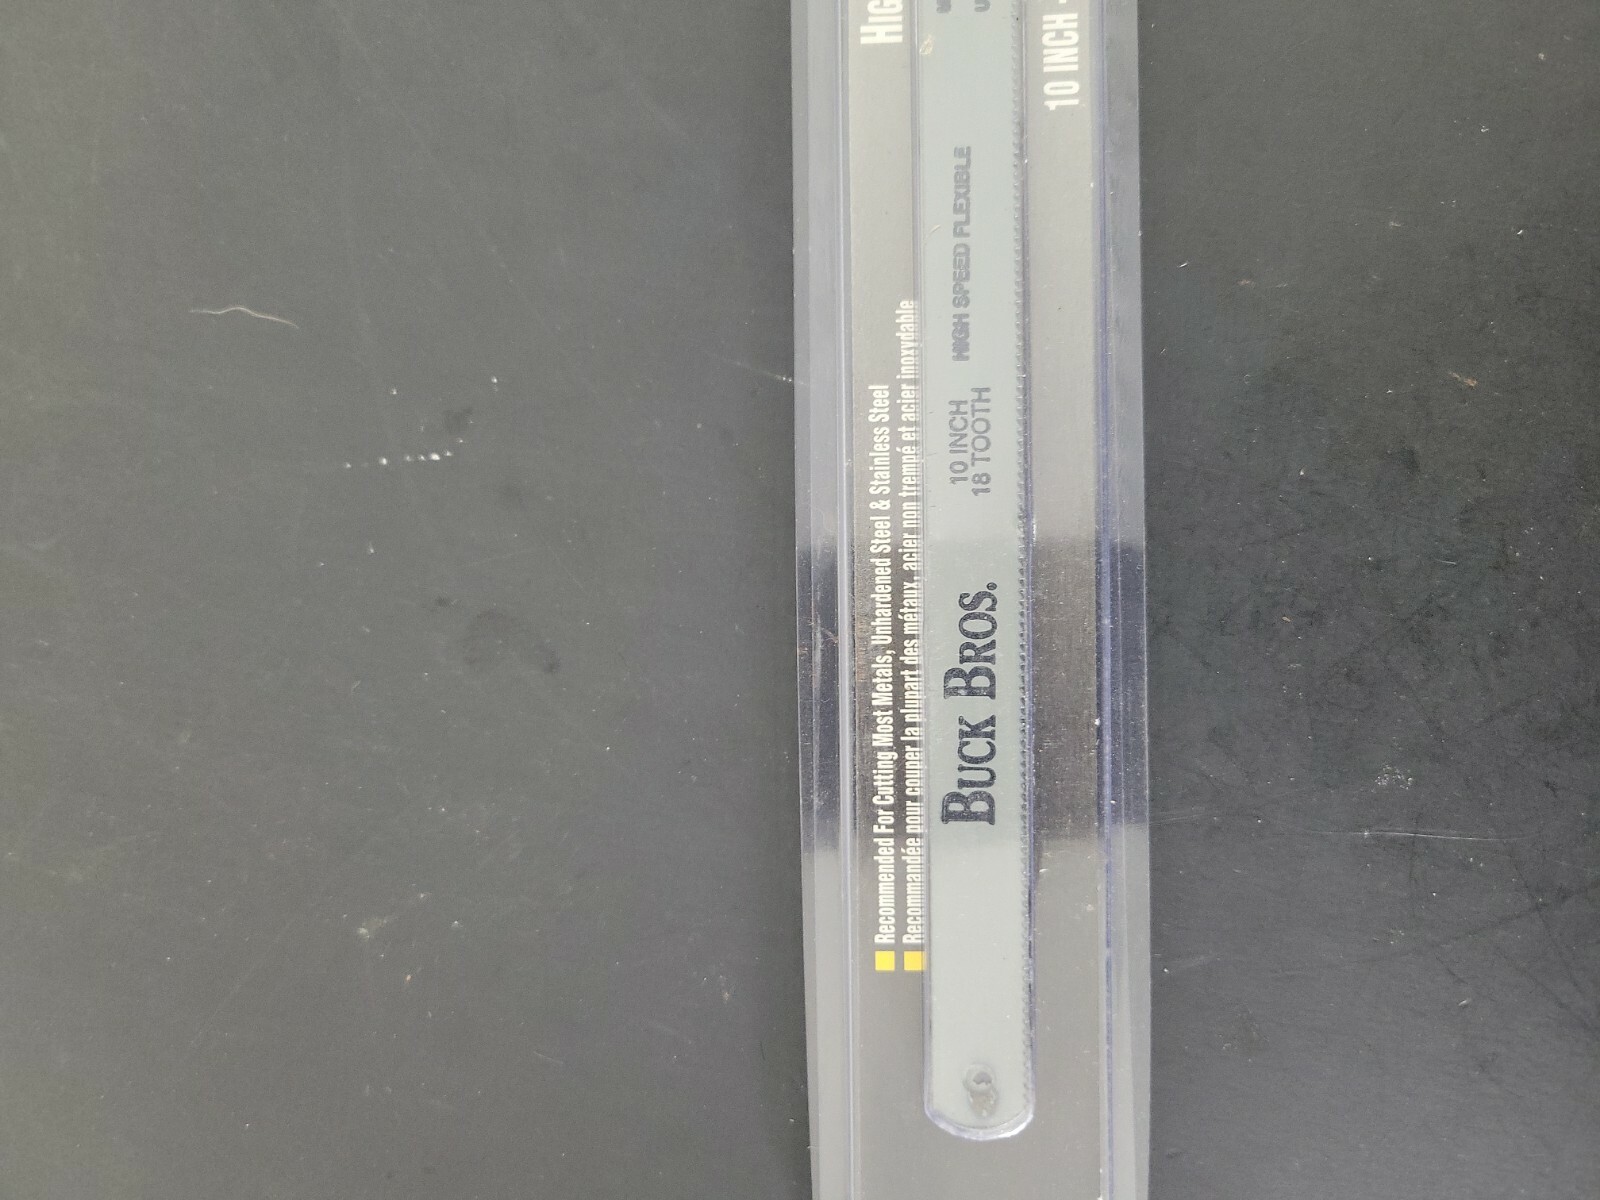 HIG
Recommended For Cutting Most Metals, Unhardened Steel & Stainless Steel
Recommandée pour couper la plupart des métaux, acier non trempé et acier inoxydable
BUCK BROS.
10 INCH
18 TOOTH
HIGH SPEED FLEXIBLE
10 INCH -